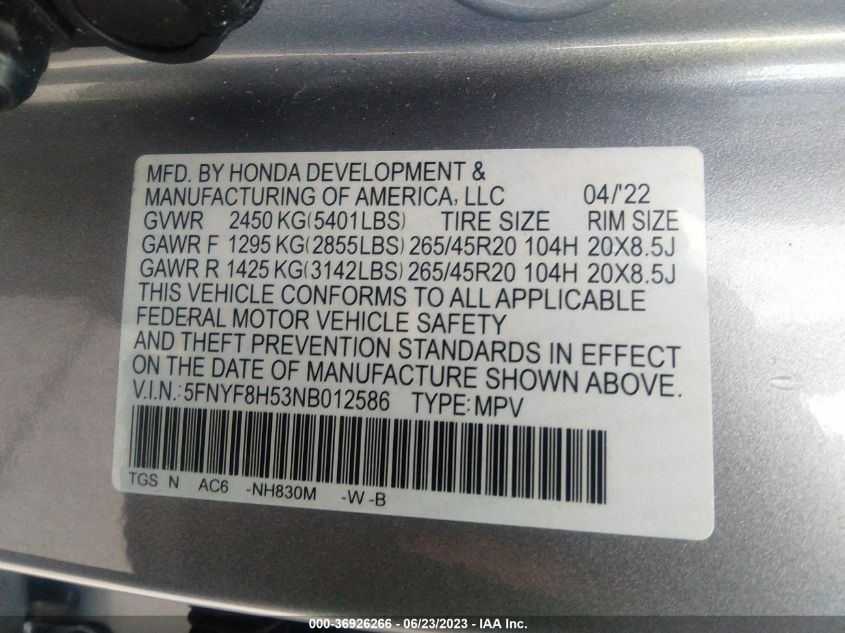 MFD. BY HONDA DEVELOPMENT &
MANUFACTURING OF AMERICA, LLC 04/'22
GVWR 2450 KG(5401LBS) TIRE SIZE RIM SIZE
GAWR F 1295 KG(2855LBS) 265/45R20 104H 20X8.5J
GAWR R 1425 KG(3142LBS) 265/45R20 104H 20X8.5J
THIS VEHICLE CONFORMS TO ALL APPLICABLE
FEDERAL MOTOR VEHICLE SAFETY
AND THEFT PREVENTION STANDARDS IN EFFECT
ON THE DATE OF MANUFACTURE SHOWN ABOVE.
V.I.N.:5FNYF8H53NB012586 TYPE:MPV
TGS N AC6 -NH830M -W-B
000-36926266 - 06/23/2023 - IAA Inc.